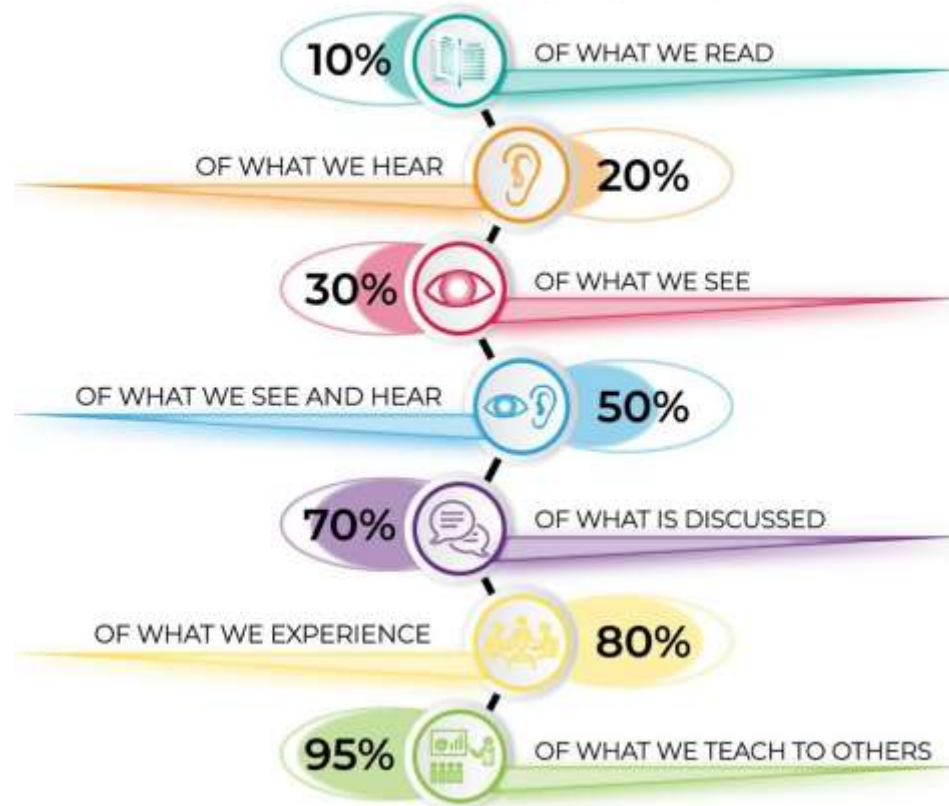 10% OF WHAT WE READ
OF WHAT WE HEAR 20%
30% OF WHAT WE SEE
OF WHAT WE SEE AND HEAR 50%
70% OF WHAT IS DISCUSSED
OF WHAT WE EXPERIENCE 80%
95% OF WHAT WE TEACH TO OTHERS